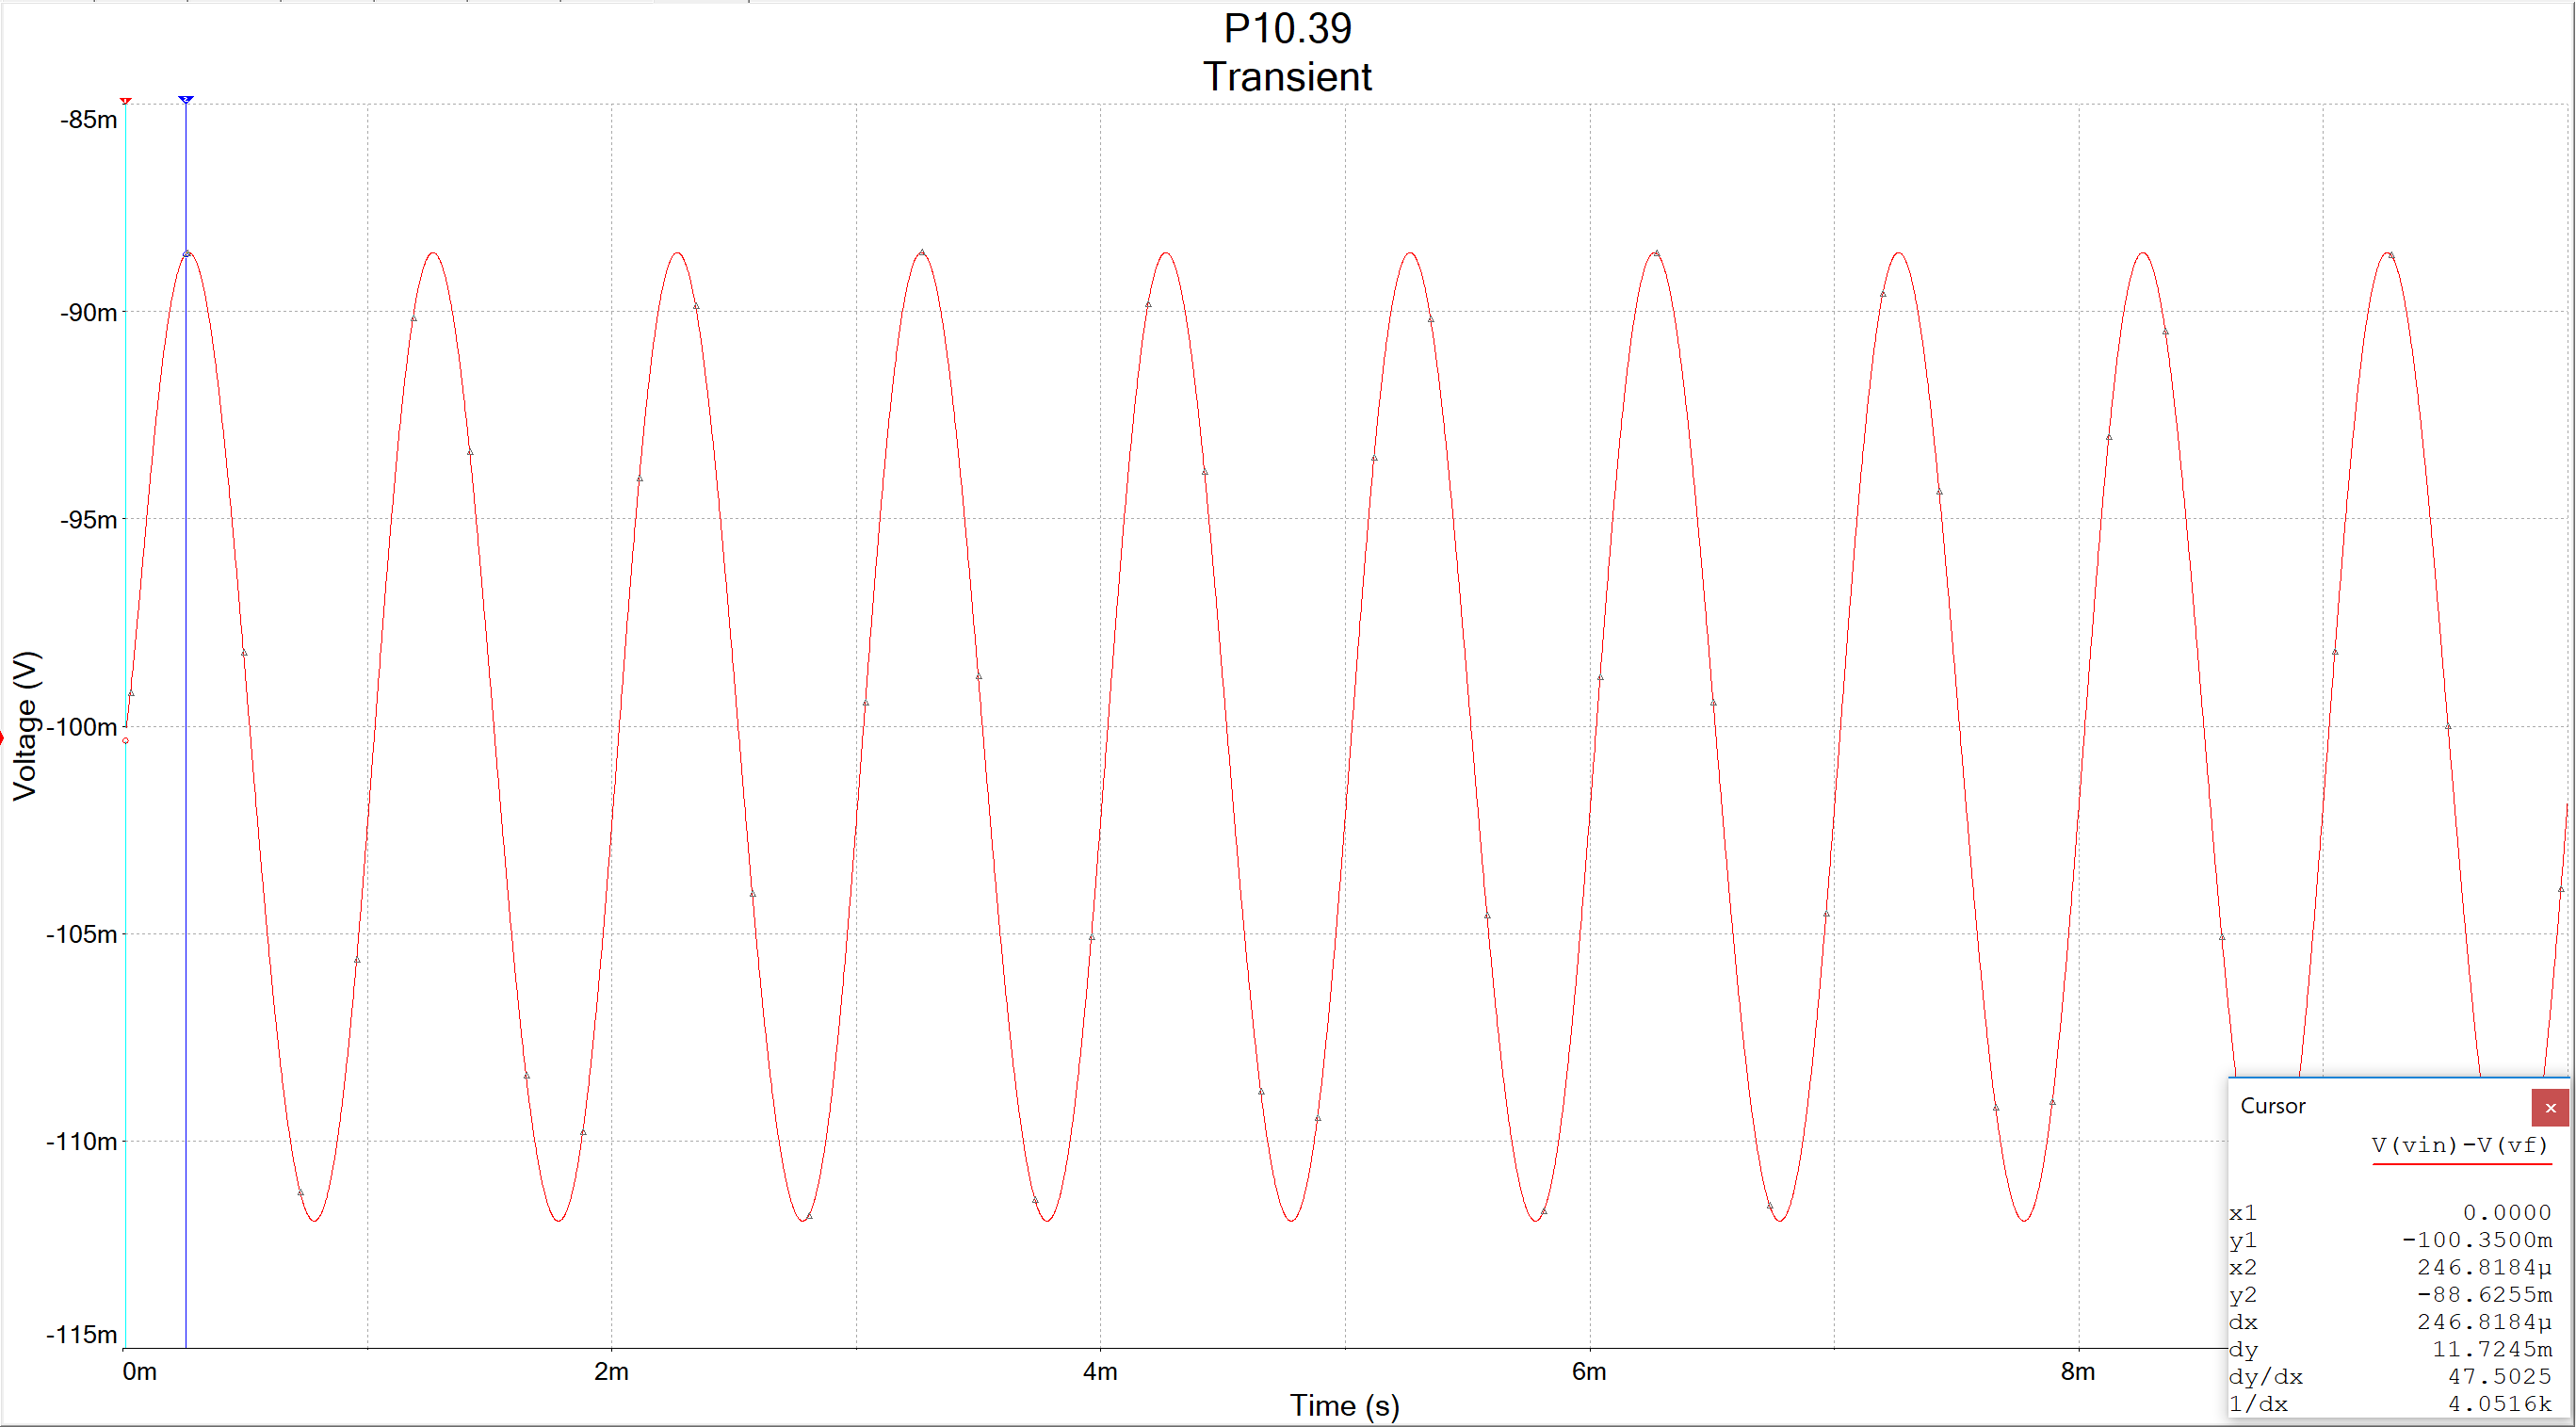 P10.39
Transient
-85m
-90m
-95m
-100m
-105m
-110m
-115m
Voltage (V)
0m 2m 4m 6m 8m
Time (s)
Cursor x
V(vin)-V(vf)
x1 0.0000
y1 -100.3500m
x2 246.8184µ
y2 -88.6255m
dx 246.8184µ
dy 11.7245m
dy/dx 47.5025
1/dx 4.0516k